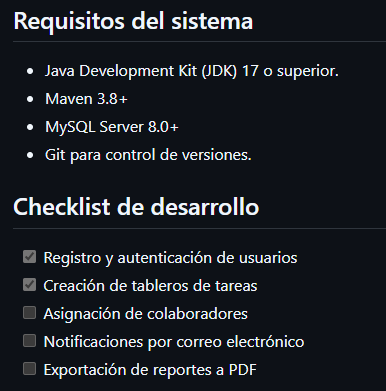 Requisitos del sistema
Java Development Kit (JDK) 17 o superior.
Maven 3.8+
MySQL Server 8.0+
Git para control de versiones.
Checklist de desarrollo
Registro y autenticación de usuarios
Creación de tableros de tareas
Asignación de colaboradores
Notificaciones por correo electrónico
Exportación de reportes a PDF